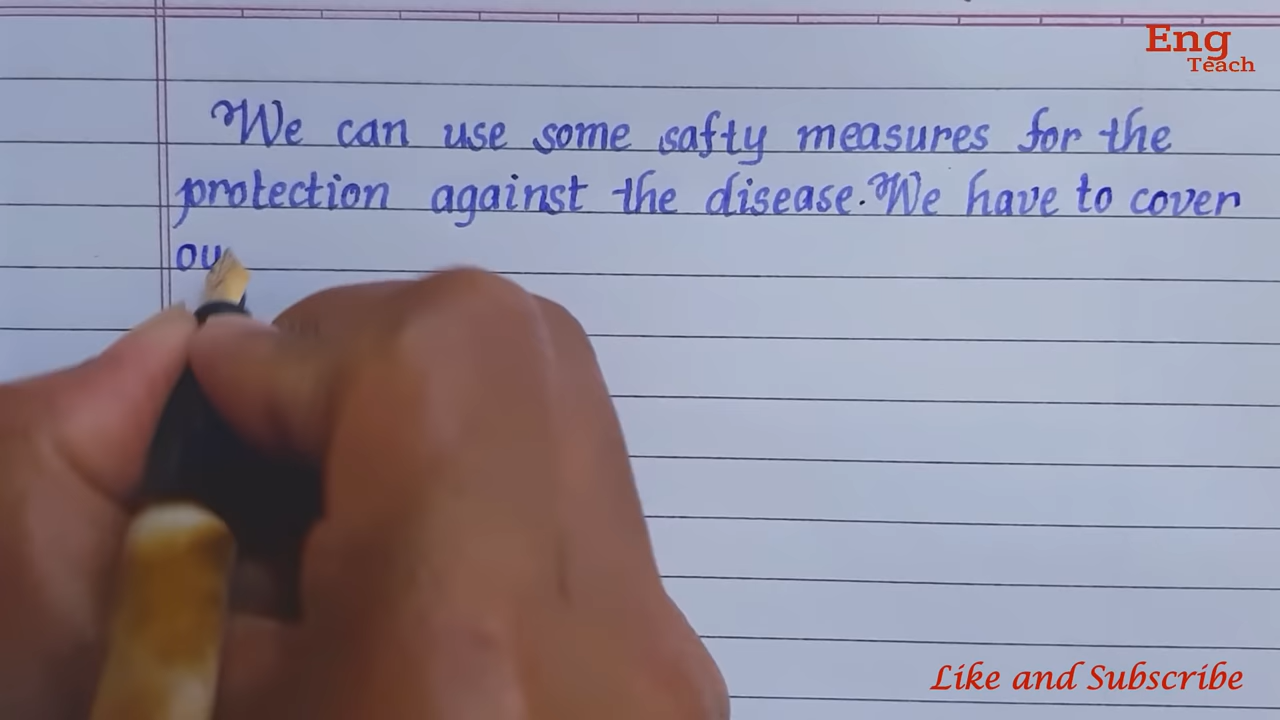 Eng
Teach
We can use some safty measures for the
protection against the disease. We have to cover
ou
Like and Subscribe